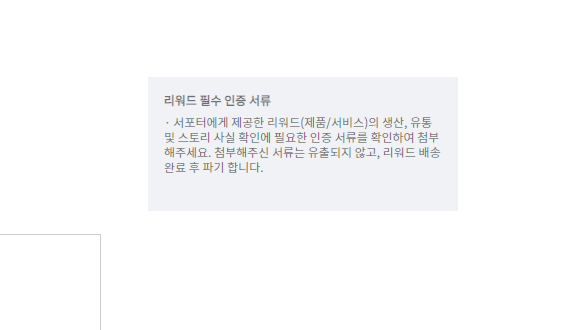 리워드 필수 인증 서류
· 서포터에게 제공한 리워드(제품/서비스)의 생산, 유통
및 스토리 사실 확인에 필요한 인증 서류를 확인하여 첨부
해주세요. 첨부해주신 서류는 유출되지 않고, 리워드 배송
완료 후 파기 합니다.